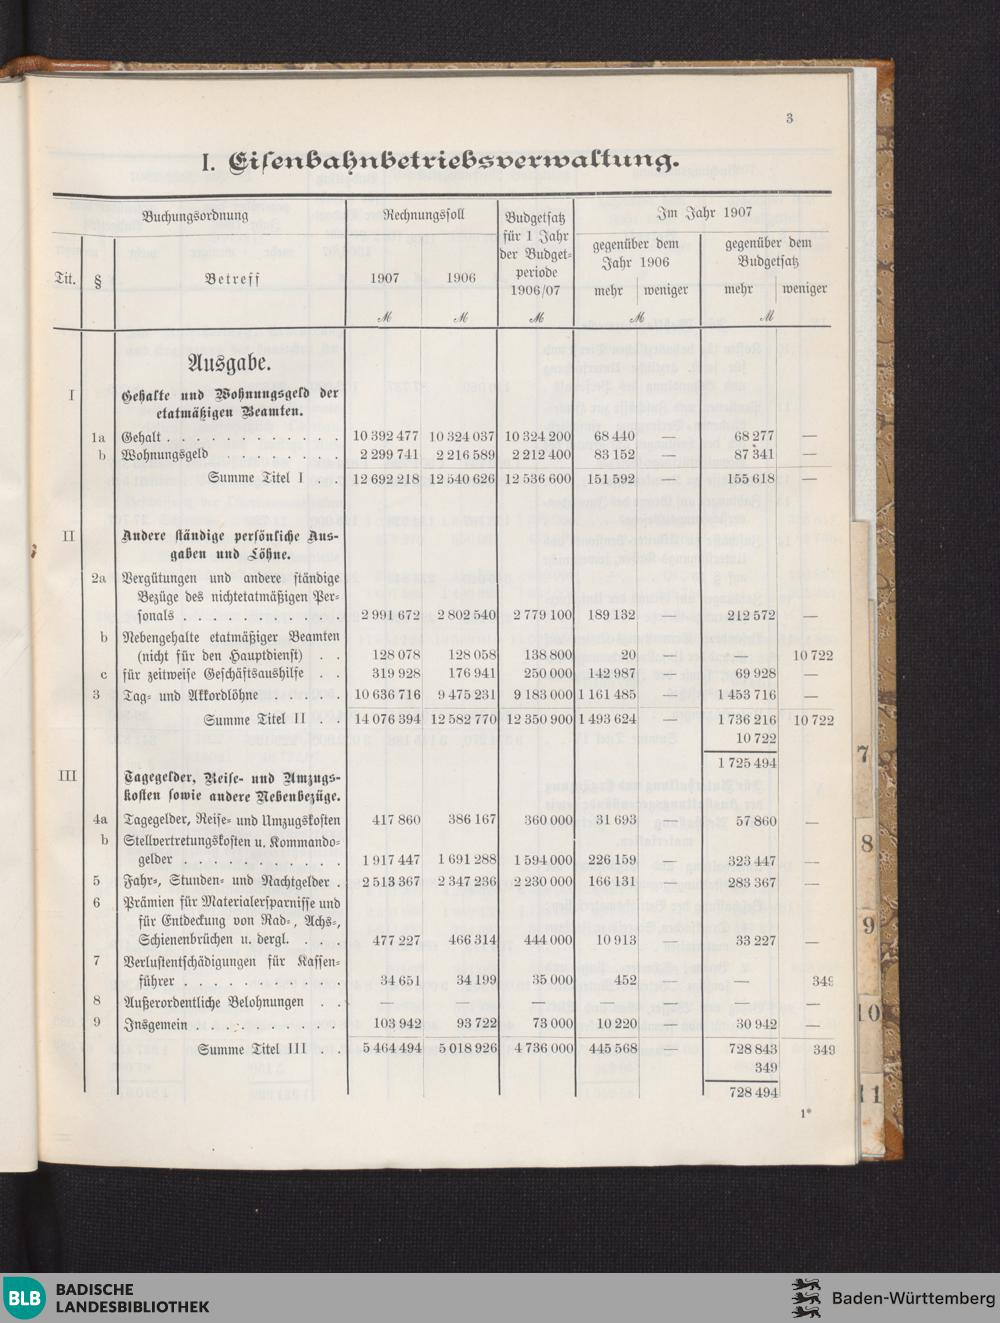 3
I. Eisenbahnbetriebsverwaltung.
Buchungsordnung Rechnungssoll Budgetsatz für 1 Jahr der Budget=periode 1906/07 Im Jahr 1907
gegenüber dem Jahr 1906 gegenüber dem Budgetsatz
Tit. § Betreff 1907 1906 mehr weniger mehr weniger
ℳ ℳ ℳ ℳ ℳ
Ausgabe.
I Gehalte und Wohnungsgeld der
etatmäßigen Beamten.
1a Gehalt . . . . . . . . . . . . 10 392 477 10 324 037 10 324 200 68 440 — 68 277 —
b Wohnungsgeld . . . . . . . . 2 299 741 2 216 589 2 212 400 83 152 — 87 341 —
Summe Titel I . . 12 692 218 12 540 626 12 536 600 151 592 — 155 618 —
II Andere ständige persönliche Aus=
gaben und Löhne.
2a Vergütungen und andere ständige
Bezüge des nichtetatmäßigen Per=
sonals . . . . . . . . . . . 2 991 672 2 802 540 2 779 100 189 132 — 212 572 —
b Nebengehalte etatmäßiger Beamten
(nicht für den Hauptdienst) . . 128 078 128 058 138 800 20 — — 10 722
c für zeitweise Geschäftsaushilfe . . 319 928 176 941 250 000 142 987 — 69 928 —
3 Tag= und Akkordlöhne . . . . . 10 636 716 9 475 231 9 183 000 1 161 485 — 1 453 716 —
Summe Titel II . . 14 076 394 12 582 770 12 350 900 1 493 624 — 1 736 216 10 722
10 722
1 725 494
III Tagegelder, Reise= und Umzugs=
kosten sowie andere Nebenbezüge.
4a Tagegelder, Reise= und Umzugskosten 417 860 386 167 360 000 31 693 — 57 860 —
b Stellvertretungskosten u. Kommando=
gelder . . . . . . . . . . . 1 917 447 1 691 288 1 594 000 226 159 — 323 447 —
5 Fahr=, Stunden= und Nachtgelder . 2 513 367 2 347 236 2 230 000 166 131 — 283 367 —
6 Prämien für Materialersparnisse und
für Entdeckung von Rad=, Achs=,
Schienenbrüchen u. dergl. . . . 477 227 466 314 444 000 10 913 — 33 227 —
7 Verlustentschädigungen für Kassen=
führer . . . . . . . . . . . 34 651 34 199 35 000 452 — — 349
8 Außerordentliche Belohnungen . . — — — — — — —
9 Insgemein . . . . . . . . . . 103 942 93 722 73 000 10 220 — 30 942 —
Summe Titel III . . 5 464 494 5 018 926 4 736 000 445 568 — 728 843 349
349
728 494
1*
7
8
9
10
11
BLB BADISCHE
LANDESBIBLIOTHEK
Baden-Württemberg